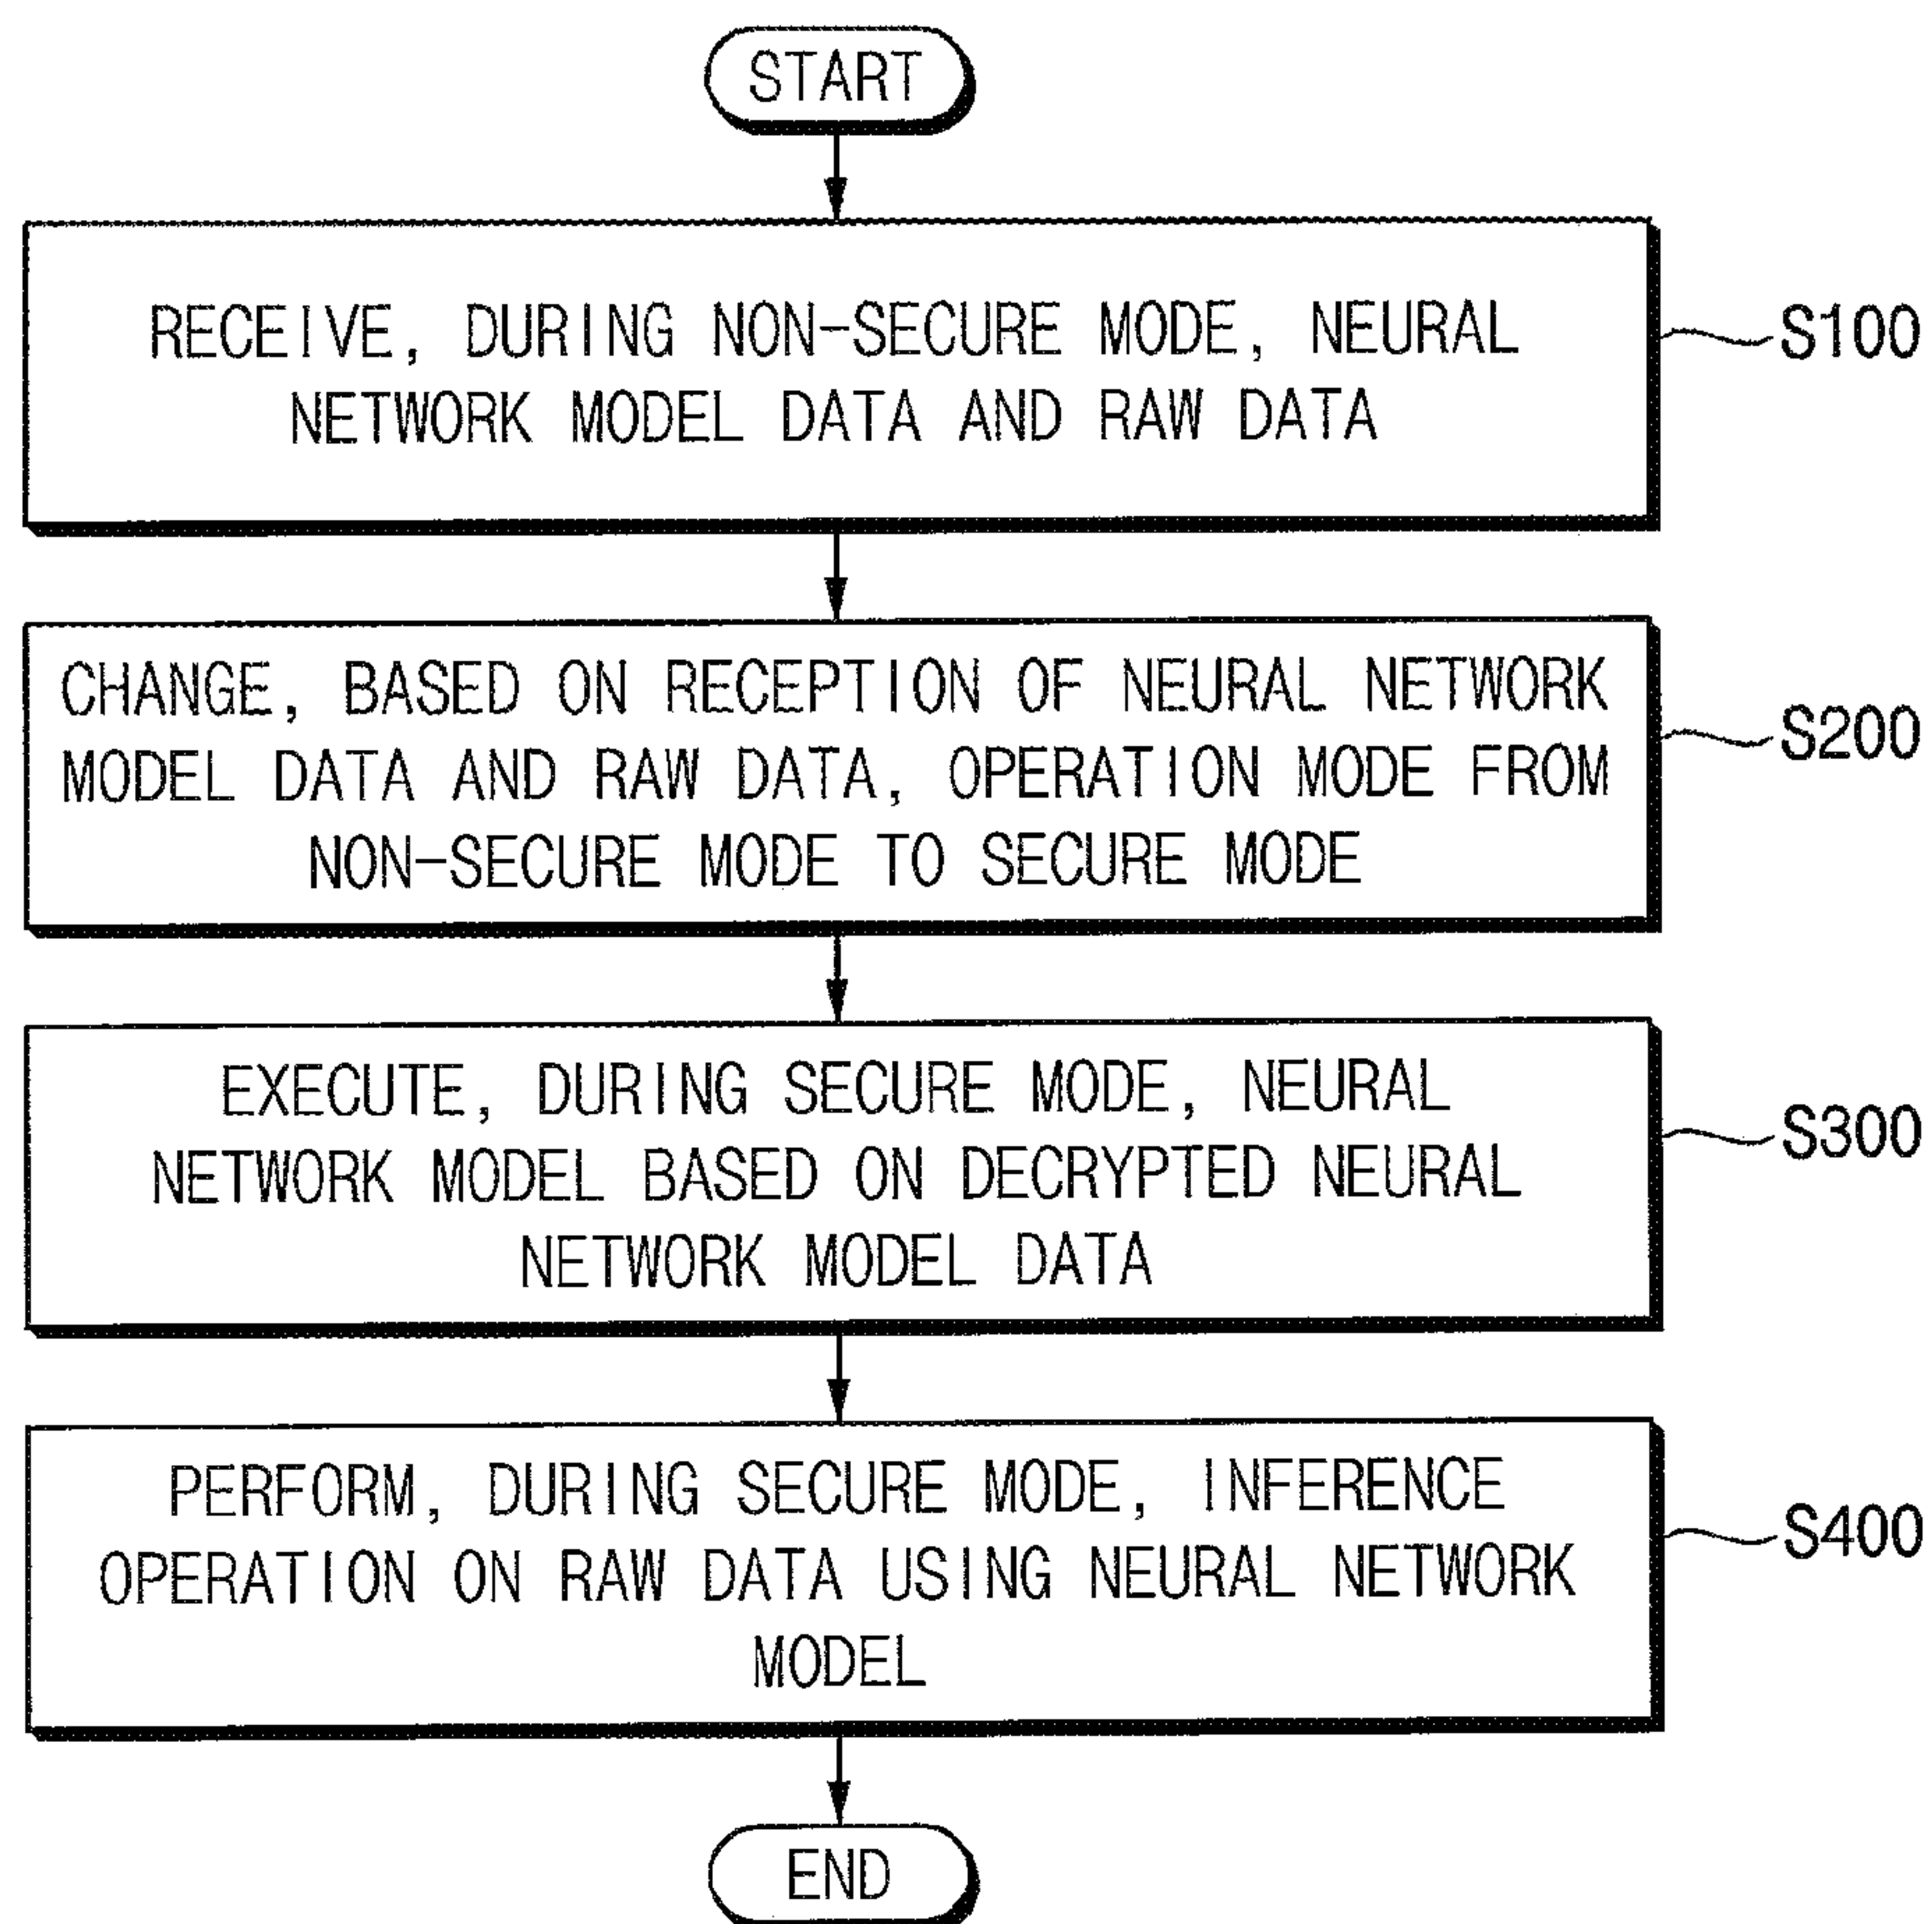 START
RECEIVE, DURING NON-SECURE MODE, NEURAL
NETWORK MODEL DATA AND RAW DATA
S100
CHANGE, BASED ON RECEPTION OF NEURAL NETWORK
MODEL DATA AND RAW DATA, OPERATION MODE FROM
NON-SECURE MODE TO SECURE MODE
S200
EXECUTE, DURING SECURE MODE, NEURAL
NETWORK MODEL BASED ON DECRYPTED NEURAL
NETWORK MODEL DATA
S300
PERFORM, DURING SECURE MODE, INFERENCE
OPERATION ON RAW DATA USING NEURAL NETWORK
MODEL
S400
END